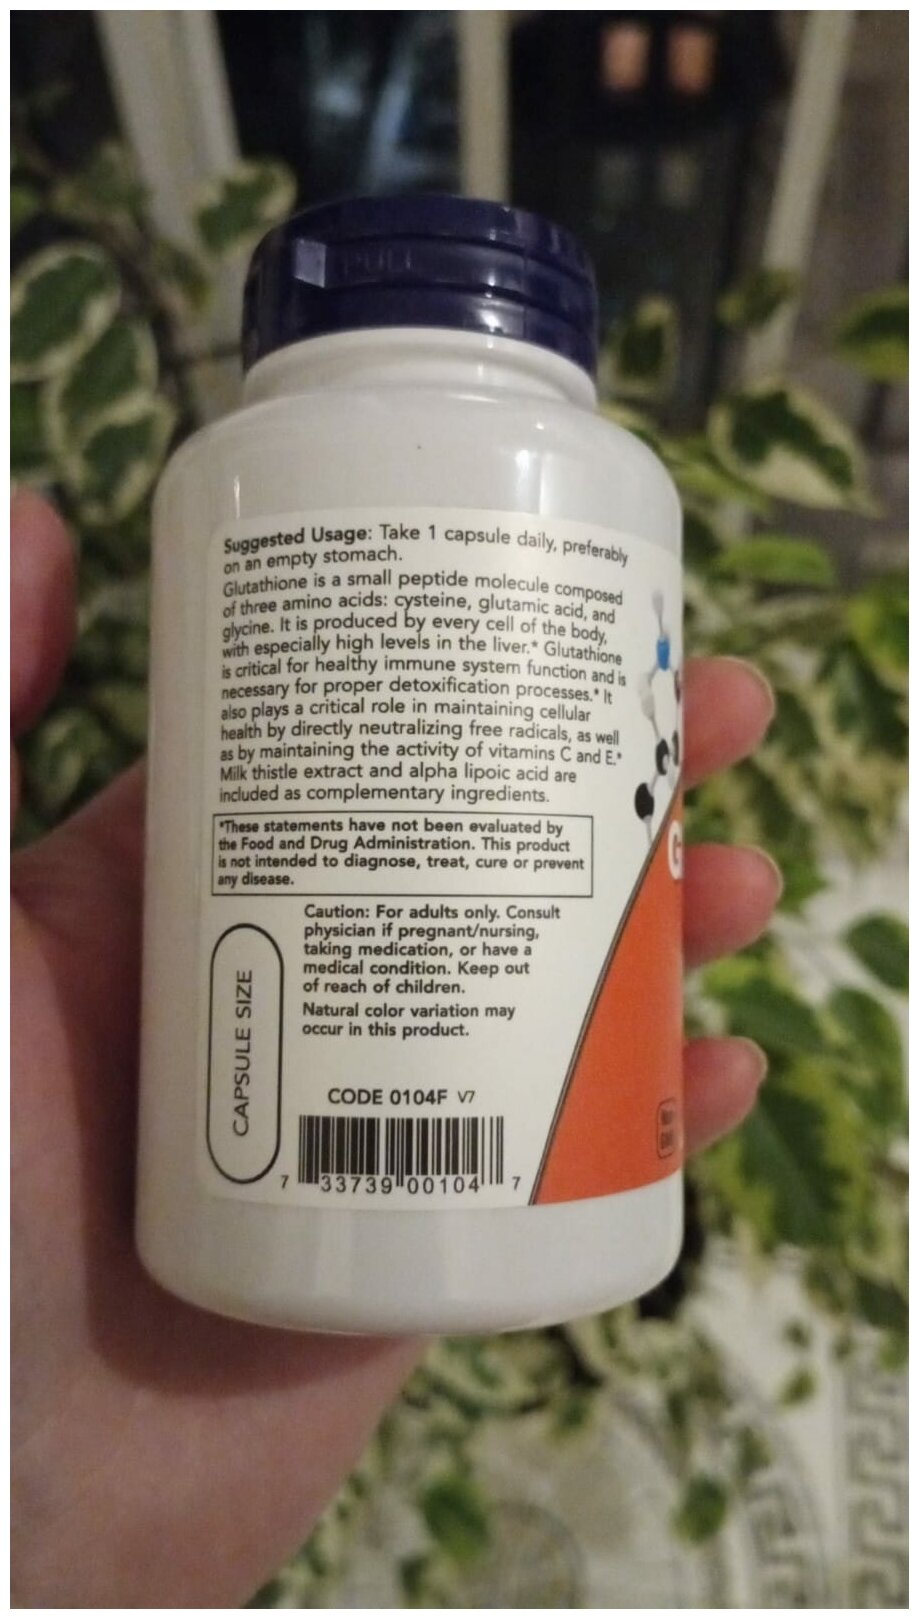 PULL
Suggested Usage: Take 1 capsule daily, preferably
on an empty stomach.
Glutathione is a small peptide molecule composed
of three amino acids: cysteine, glutamic acid, and
glycine. It is produced by every cell of the body,
with especially high levels in the liver.* Glutathione
is critical for healthy immune system function and is
necessary for proper detoxification processes.* It
also plays a critical role in maintaining cellular
health by directly neutralizing free radicals, as well
as by maintaining the activity of vitamins C and E.*
Milk thistle extract and alpha lipoic acid are
included as complementary ingredients.
*These statements have not been evaluated by
the Food and Drug Administration. This product
is not intended to diagnose, treat, cure or prevent
any disease.
Caution: For adults only. Consult
physician if pregnant/nursing,
taking medication, or have a
medical condition. Keep out
of reach of children.
Natural color variation may
occur in this product.
CAPSULE SIZE
CODE 0104F V7
7 33739 00104 7
G